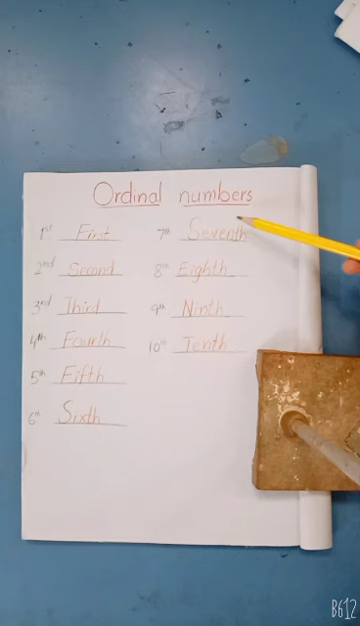 Ordinal numbers
1st First
2nd Second
3rd Third
4th Fourth
5th Fifth
6th Sixth
7th Seventh
8th Eighth
9th Ninth
10th Tenth
B612